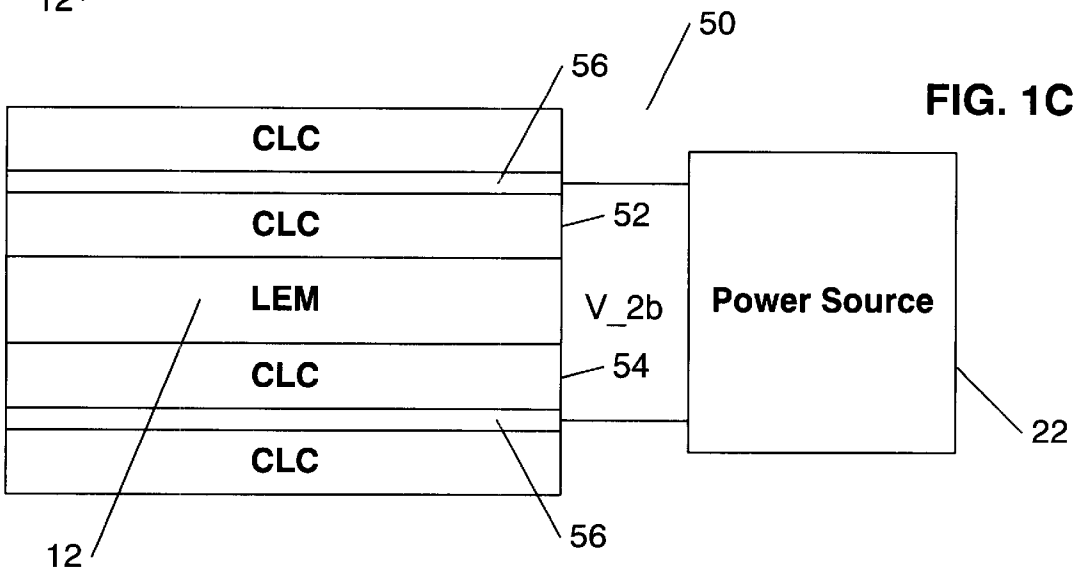 12
50
56
FIG. 1C
CLC
CLC
52
LEM
V_2b
Power Source
CLC
54
CLC
22
56
12